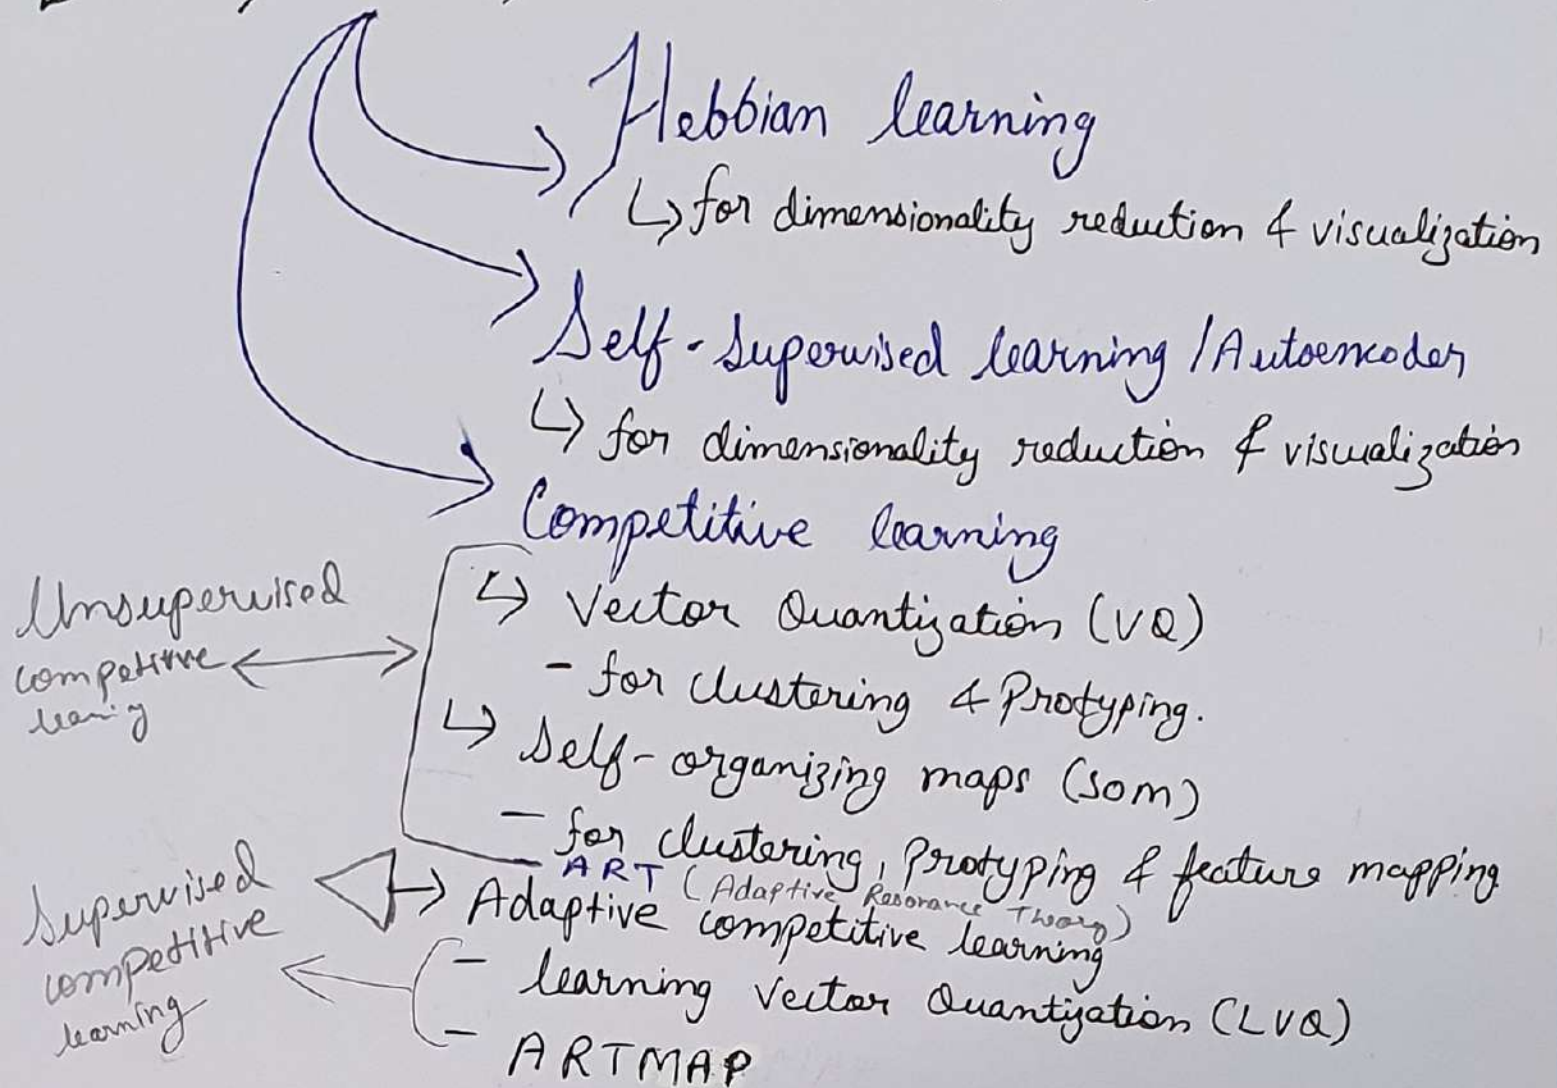 Hebbian learning
↳ for dimensionality reduction & visualization
Self-supervised learning / Autoencoder
↳ for dimensionality reduction & visualization
Competitive learning
Unsupervised
competitive
learning
↳ Vector Quantization (VQ)
- for clustering & Protyping.
↳ Self-organizing maps (SOM)
- for clustering, Protyping & feature mapping
- ART (Adaptive Resonance Theory)
Supervised
competitive
learning
→ Adaptive competitive learning
- learning Vector Quantization (LVQ)
- ARTMAP